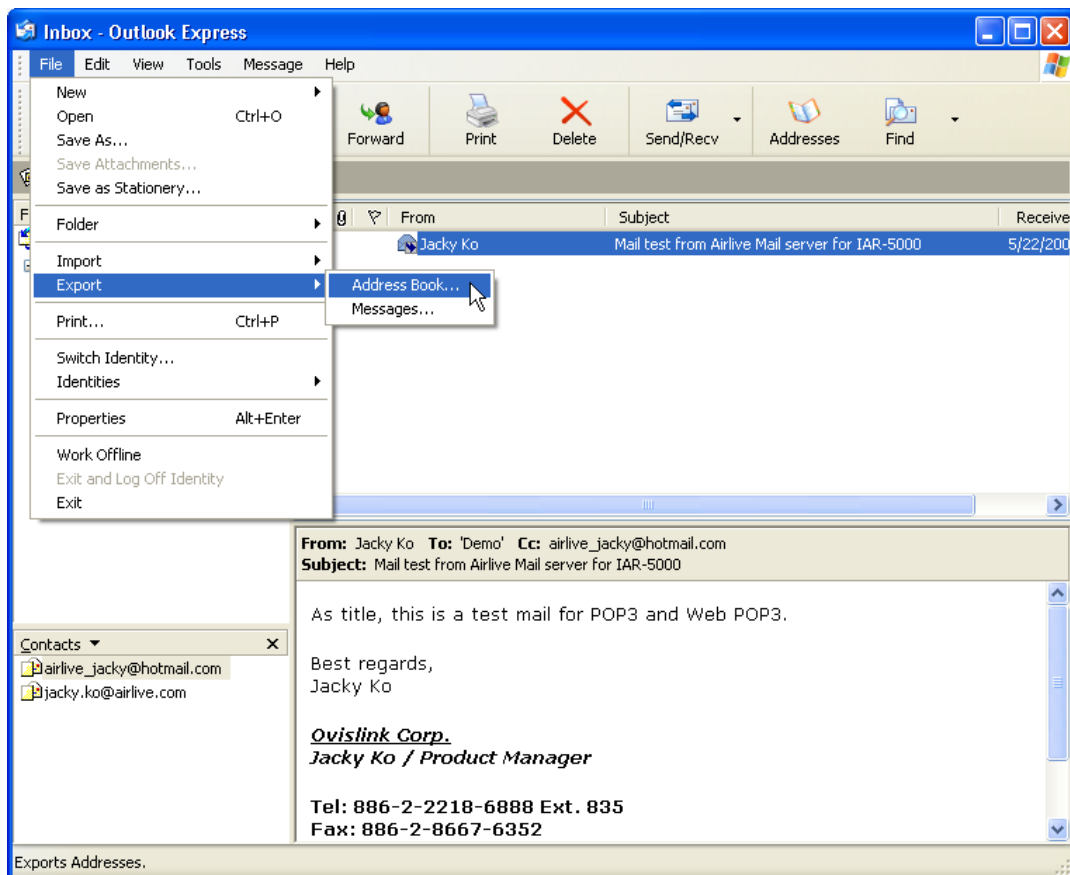 Inbox - Outlook Express
File Edit View Tools Message Help
Forward Print Delete Send/Recv Addresses Find
New
Open Ctrl+O
Save As...
Save Attachments...
Save as Stationery...
Folder
Import
Export
Print... Ctrl+P
Switch Identity...
Identities
Properties Alt+Enter
Work Offline
Exit and Log Off Identity
Exit
Address Book...
Messages...
From Subject Receive
Jacky Ko Mail test from Airlive Mail server for IAR-5000 5/22/200
From: Jacky Ko To: 'Demo' Cc: airlive_jacky@hotmail.com
Subject: Mail test from Airlive Mail server for IAR-5000
As title, this is a test mail for POP3 and Web POP3.
Best regards,
Jacky Ko
Ovislink Corp.
Jacky Ko / Product Manager
Tel: 886-2-2218-6888 Ext. 835
Fax: 886-2-8667-6352
Contacts
airlive_jacky@hotmail.com
jacky.ko@airlive.com
Exports Addresses.